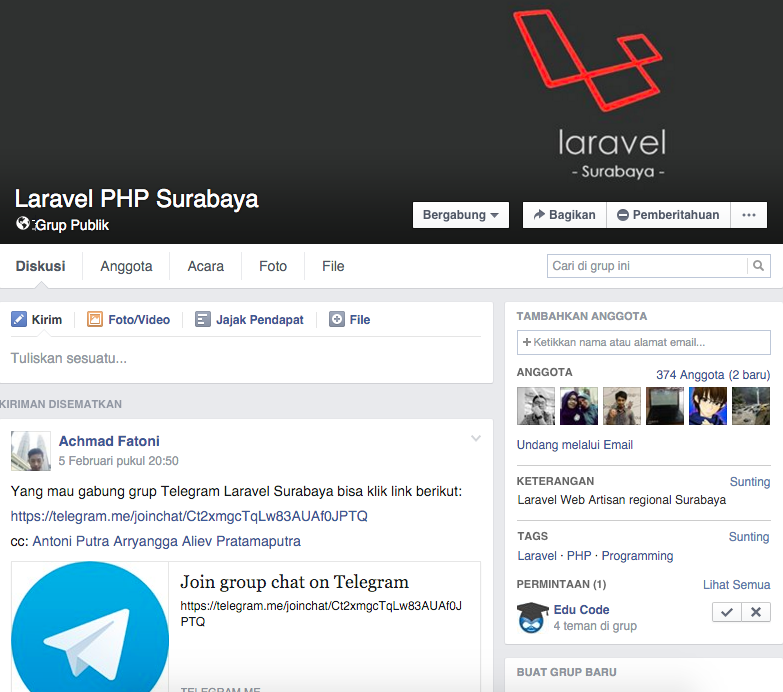 laravel
- Surabaya -
Laravel PHP Surabaya
Grup Publik
Bergabung
Bagikan
Pemberitahuan
Diskusi
Anggota
Acara
Foto
File
Cari di grup ini
Kirim
Foto/Video
Jajak Pendapat
File
Tuliskan sesuatu...
KIRIMAN DISEMATKAN
Achmad Fatoni
5 Februari pukul 20:50
Yang mau gabung grup Telegram Laravel Surabaya bisa klik link berikut:
https://telegram.me/joinchat/Ct2xmgcTqLw83AUAf0JPTQ
cc: Antoni Putra Arryangga Aliev Pratamaputra
Join group chat on Telegram
https://telegram.me/joinchat/Ct2xmgcTqLw83AUAf0J
PTQ
TELEGRAM.ME
TAMBAHKAN ANGGOTA
+ Ketikkan nama atau alamat email...
ANGGOTA
374 Anggota (2 baru)
Undang melalui Email
KETERANGAN
Sunting
Laravel Web Artisan regional Surabaya
TAGS
Sunting
Laravel · PHP · Programming
PERMINTAAN (1)
Lihat Semua
Edu Code
4 teman di grup
BUAT GRUP BARU